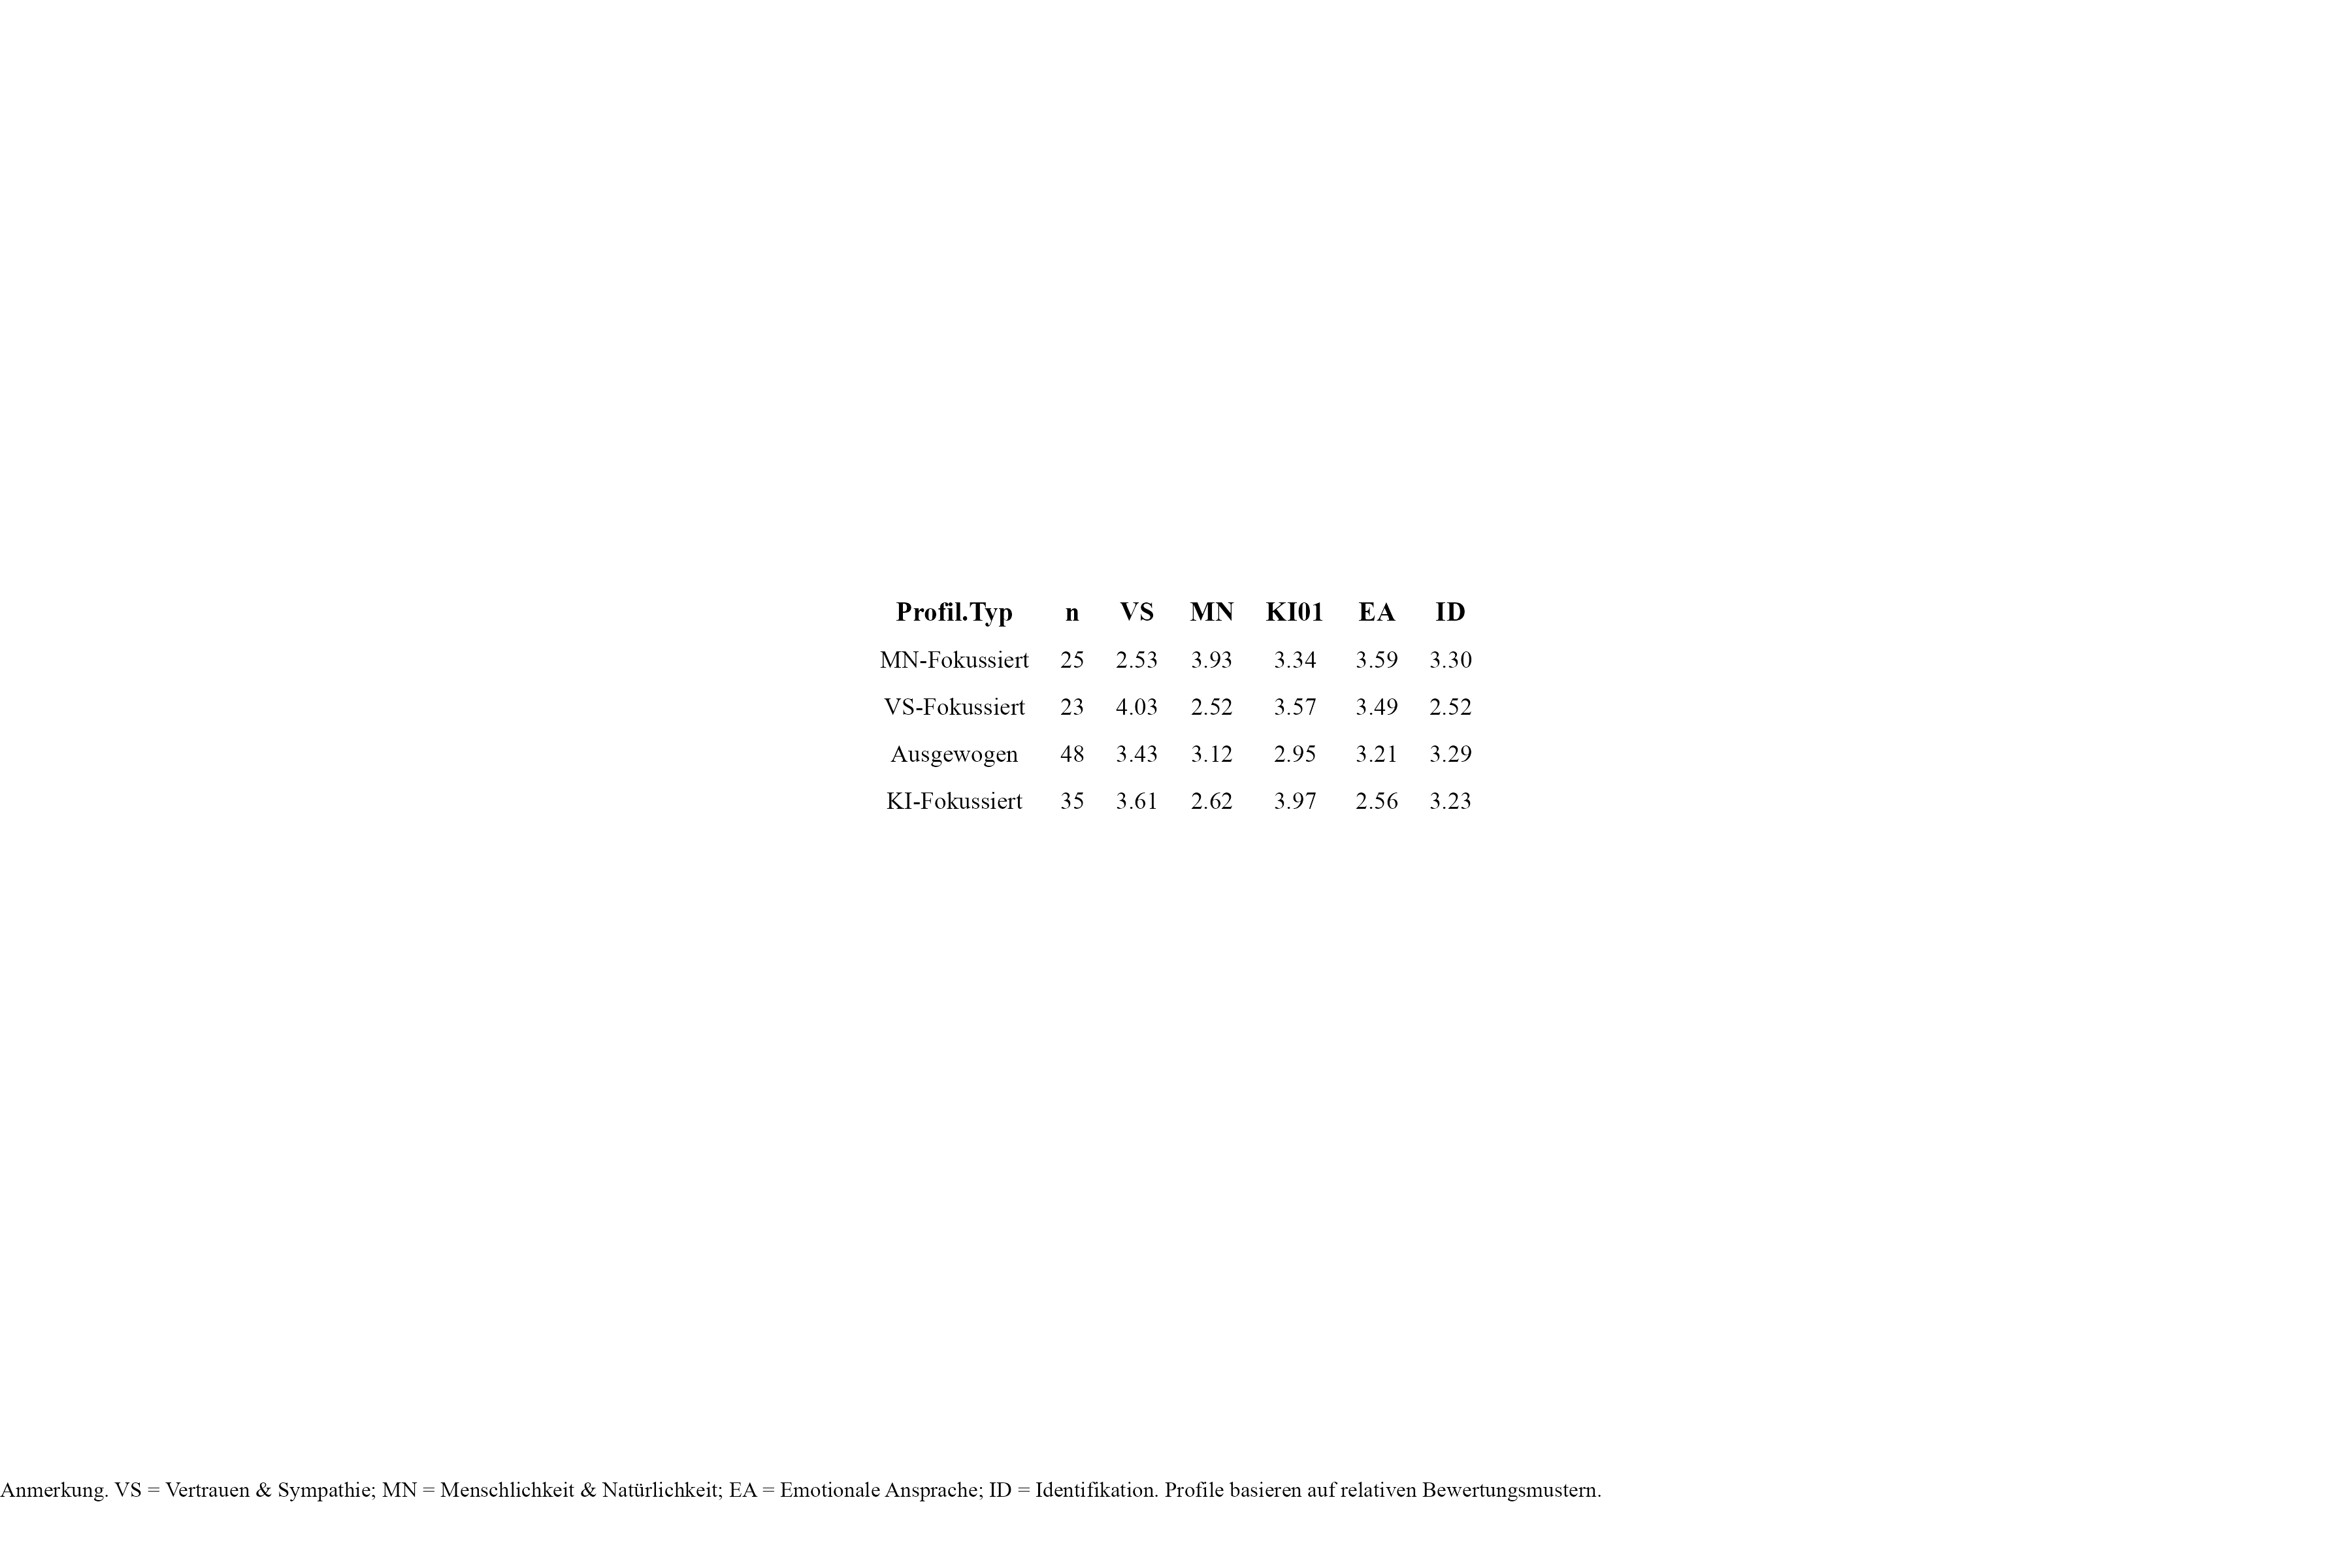 Profil.Typ n VS MN KI01 EA ID
MN-Fokussiert 25 2.53 3.93 3.34 3.59 3.30
VS-Fokussiert 23 4.03 2.52 3.57 3.49 2.52
Ausgewogen 48 3.43 3.12 2.95 3.21 3.29
KI-Fokussiert 35 3.61 2.62 3.97 2.56 3.23
Anmerkung. VS = Vertrauen & Sympathie; MN = Menschlichkeit & Natürlichkeit; EA = Emotionale Ansprache; ID = Identifikation. Profile basieren auf relativen Bewertungsmustern.